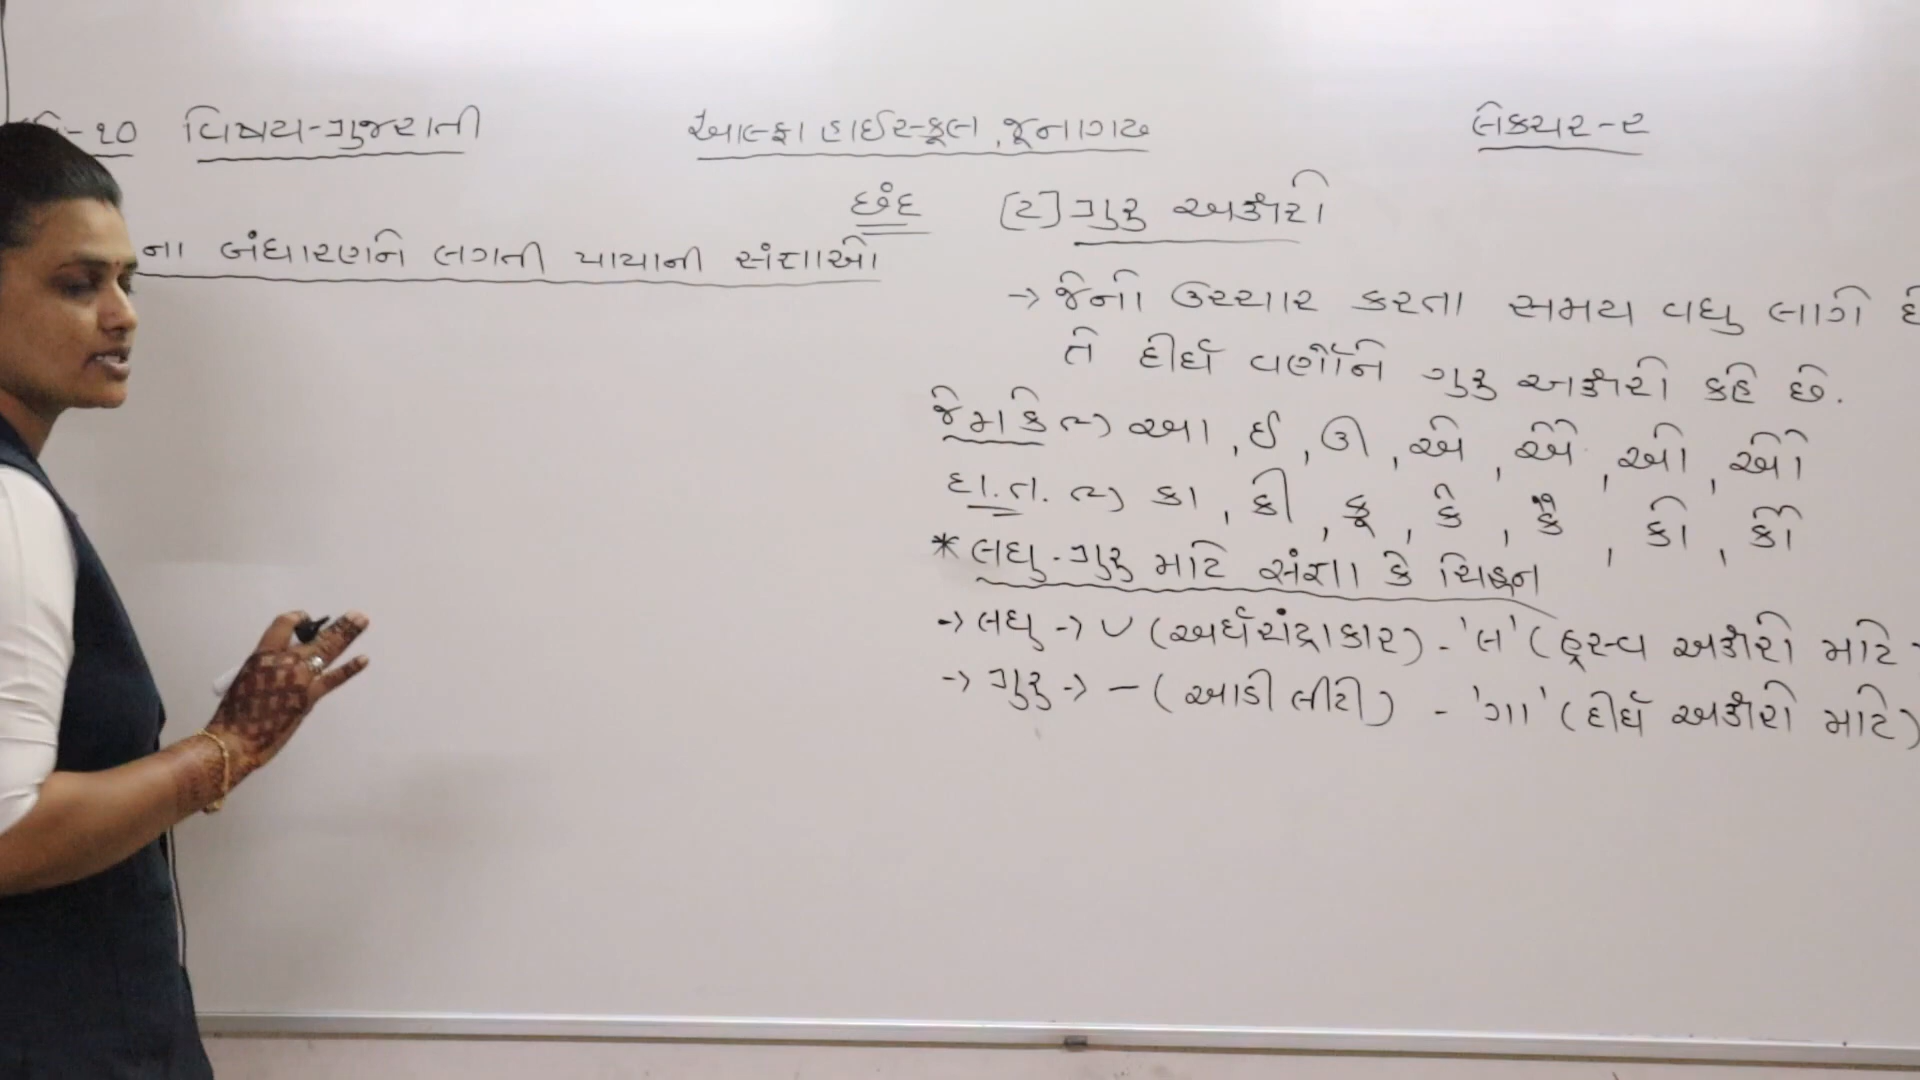 -૧૦ વિષય-ગુજરાતી આલ્ફા હાઈસ્કૂલ, જૂનાગઢ લેક્ચર-૨
છંદ
ના બંધારણને લગતી પાયાની સંજ્ઞાઓ
[૨] ગુરુ અક્ષરો
→ જેનો ઉચ્ચાર કરતા સમય વધુ લાગે છે
તે દીર્ઘ વર્ણોને ગુરુ અક્ષરો કહે છે.
જેમકે → આ, ઈ, ઊ, એ, ઐ, ઓ, ઔ
દા.ત. → કા, કી, કૂ, કે, કૈ, કો, કૌ
* લઘુ-ગુરુ માટે સંજ્ઞા કે ચિહ્ન
→ લઘુ → ∪ (અર્ધચંદ્રાકાર) - 'લ' (હ્રસ્વ અક્ષરો માટે
→ ગુરુ → – (આડી લીટી) - 'ગા' (દીર્ઘ અક્ષરો માટે)